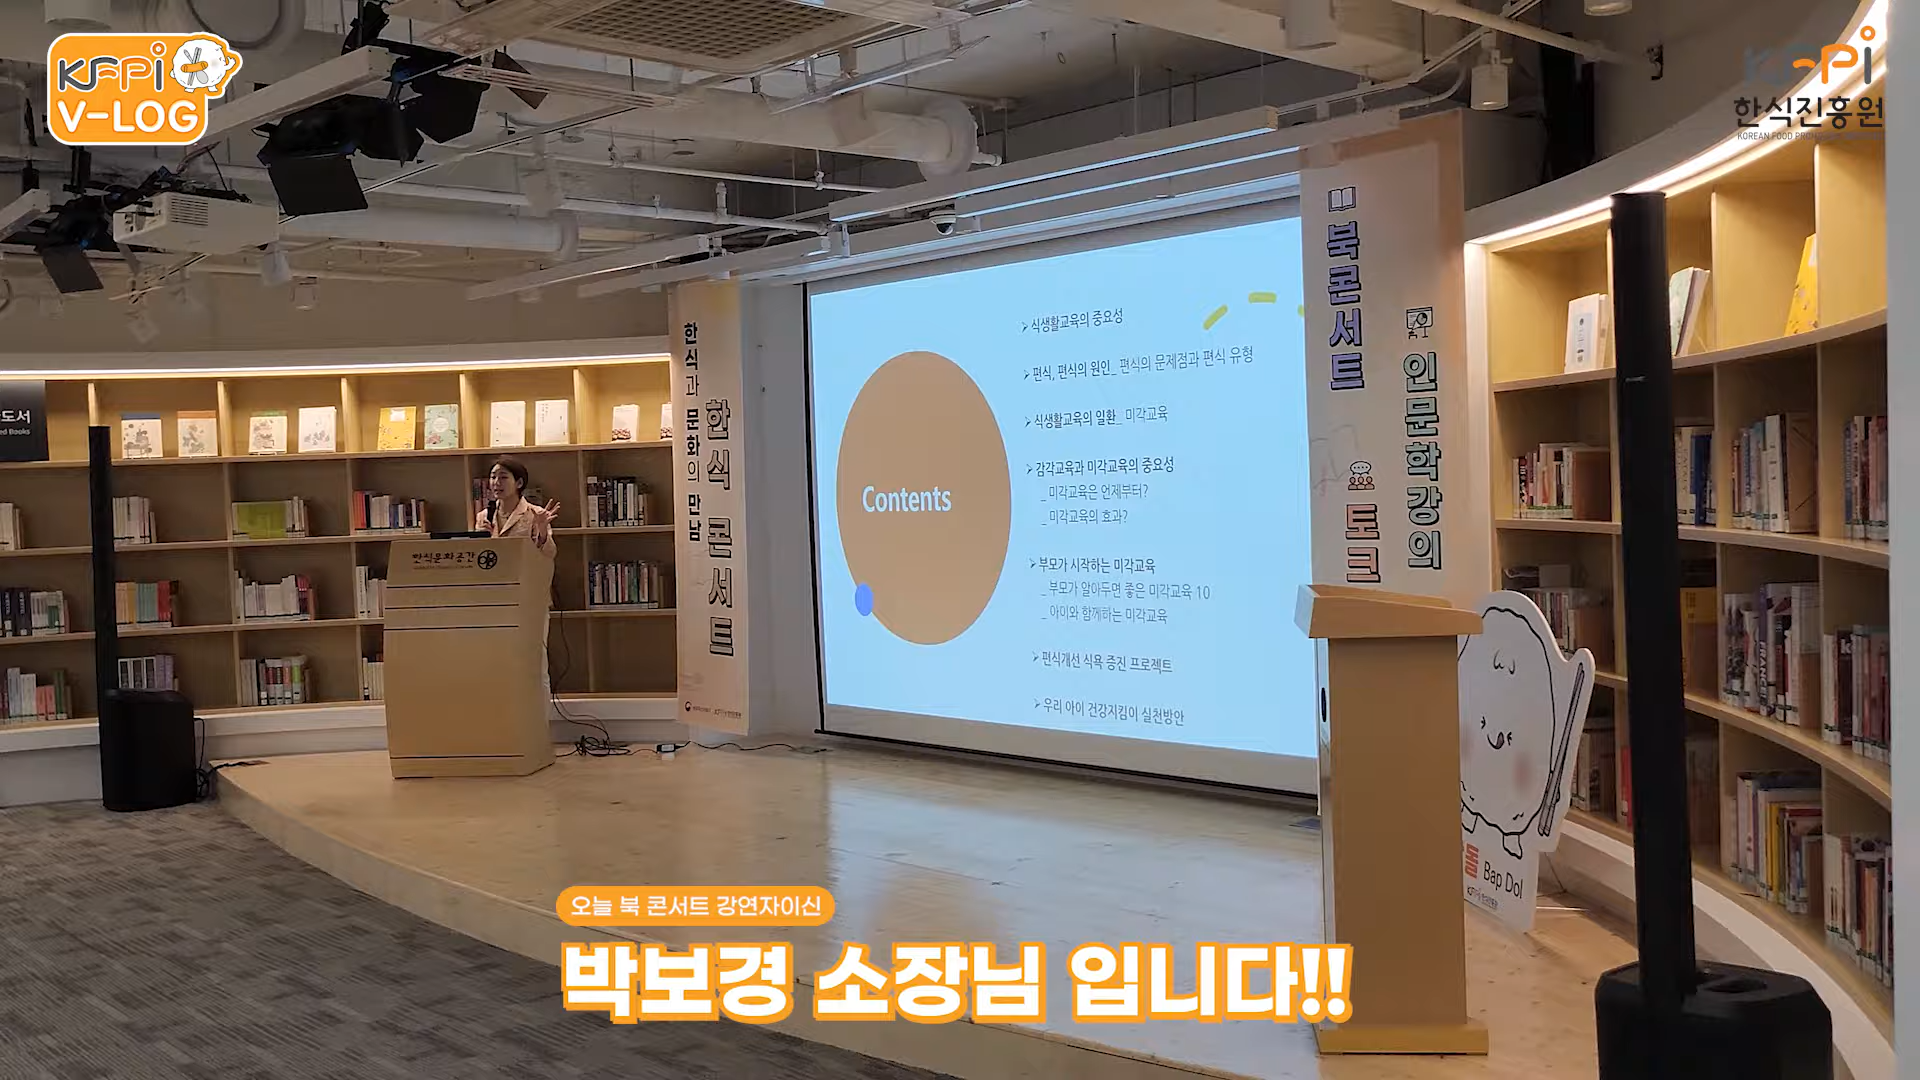 KFPi
V-LOG
KF-Pi
한식진흥원
도서
ed Books
한식과 문화의 만남
한식 콘서트
한식문화공간
Contents
식생활교육의 중요성
편식, 편식의 원인_ 편식의 문제점과 편식 유형
식생활교육의 일환_ 미각교육
감각교육과 미각교육의 중요성
_ 미각교육은 언제부터?
_ 미각교육의 효과?
부모가 시작하는 미각교육
_ 부모가 알아두면 좋은 미각교육 10
_ 아이와 함께하는 미각교육
편식개선 식욕 증진 프로젝트
우리 아이 건강지킴이 실천방안
북콘서트
인문학강의
토크
돌 Bap Dol
오늘 북 콘서트 강연자이신
박보경 소장님 입니다!!